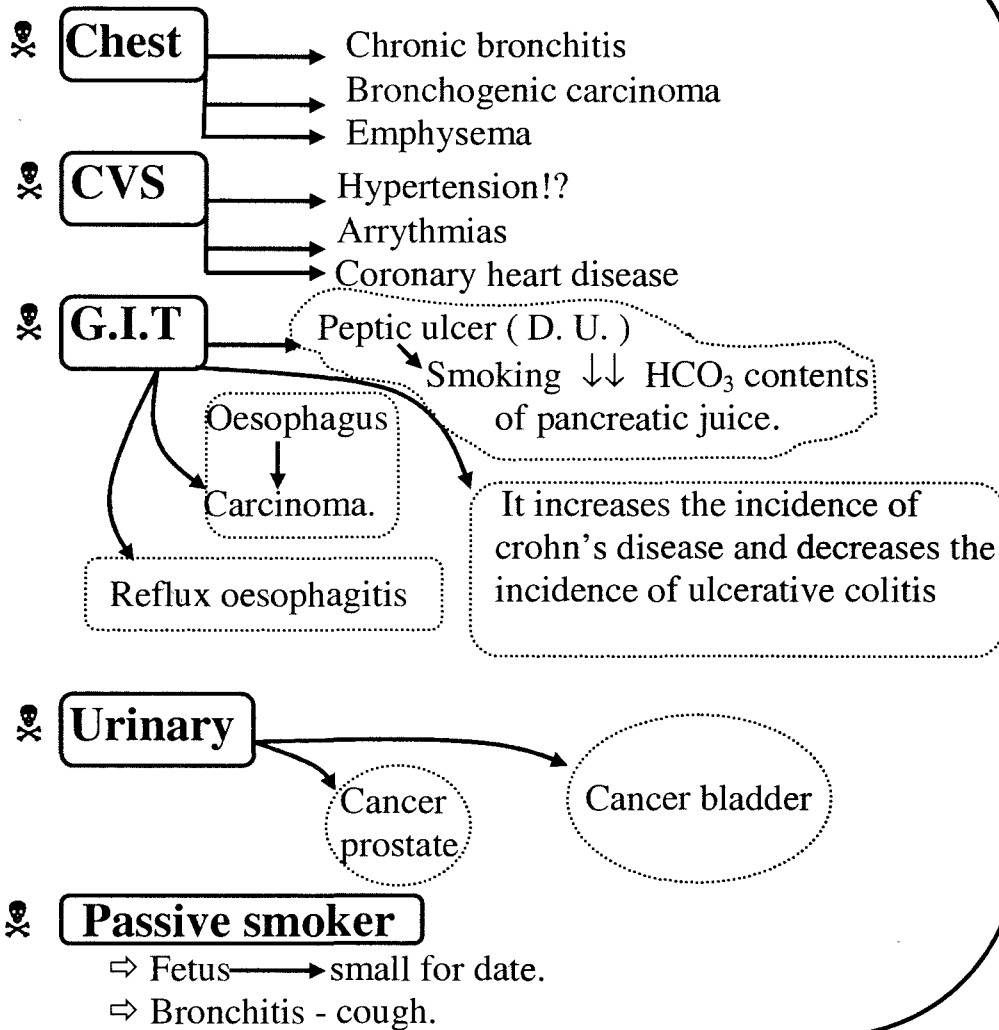 Chest
Chronic bronchitis
Bronchogenic carcinoma
Emphysema
CVS
Hypertension!?
Arrythmias
Coronary heart disease
G.I.T
Peptic ulcer ( D. U. )
Smoking ↓↓ HCO₃ contents
of pancreatic juice.
Oesophagus
Carcinoma.
Reflux oesophagitis
It increases the incidence of
crohn's disease and decreases the
incidence of ulcerative colitis
Urinary
Cancer
prostate
Cancer bladder
Passive smoker
⇨ Fetus → small for date.
⇨ Bronchitis - cough.